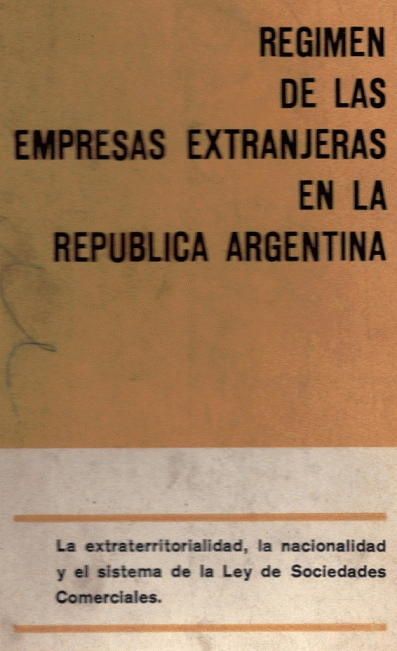 REGIMEN
DE LAS
EMPRESAS EXTRANJERAS
EN LA
REPUBLICA ARGENTINA
La extraterritorialidad, la nacionalidad
y el sistema de la Ley de Sociedades
Comerciales.